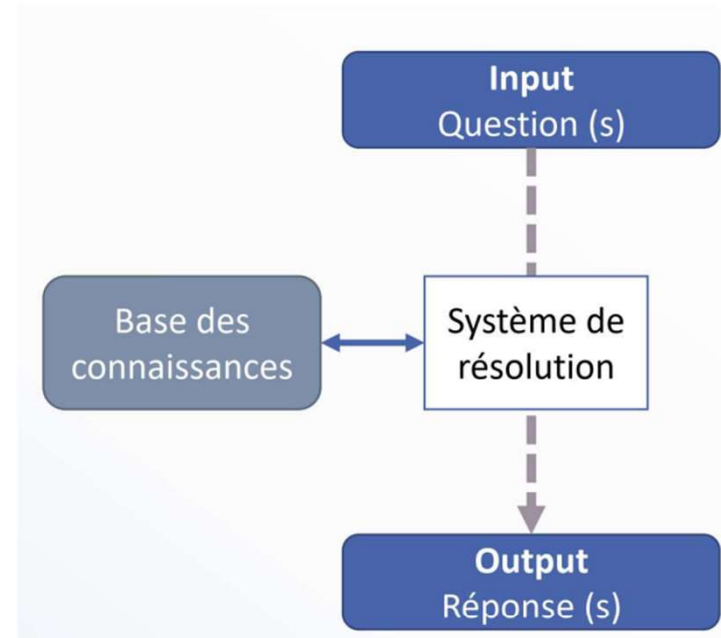 Input
Question (s)
Base des
connaissances
Système de
résolution
Output
Réponse (s)